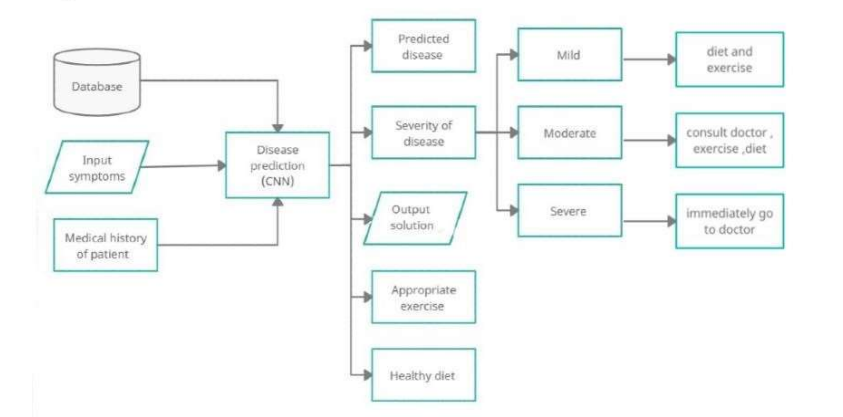 Database
Input
symptoms
Medical history
of patient
Disease
prediction
(CNN)
Predicted
disease
Severity of
disease
Output
solution
Appropriate
exercise
Healthy diet
Mild
Moderate
Severe
diet and
exercise
consult doctor ,
exercise ,diet
immediately go
to doctor